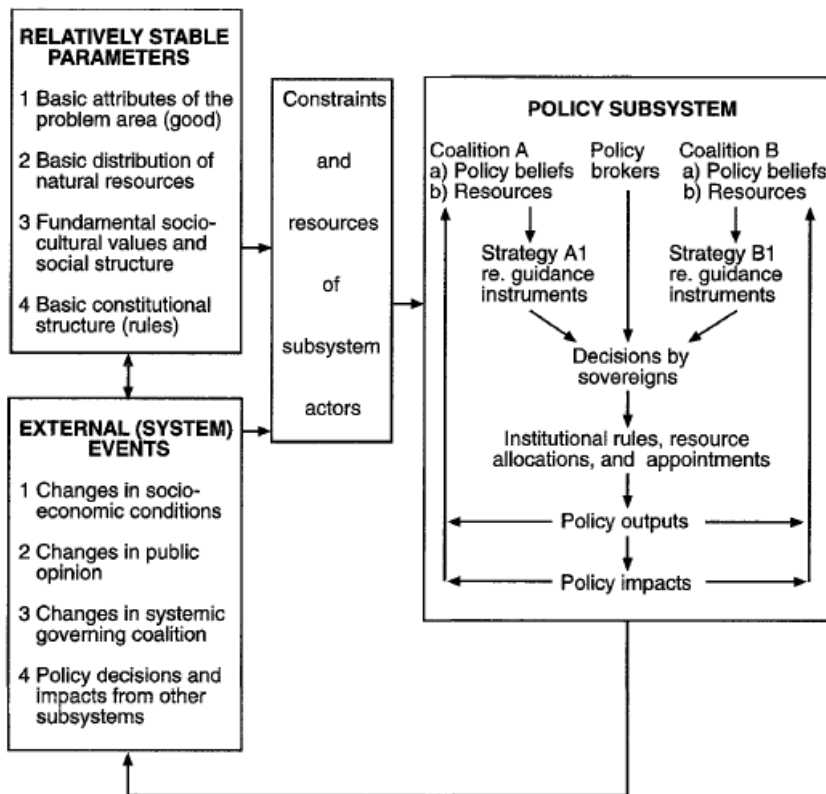 RELATIVELY STABLE
PARAMETERS
1 Basic attributes of the
problem area (good)
2 Basic distribution of
natural resources
3 Fundamental socio-
cultural values and
social structure
4 Basic constitutional
structure (rules)
EXTERNAL (SYSTEM)
EVENTS
1 Changes in socio-
economic conditions
2 Changes in public
opinion
3 Changes in systemic
governing coalition
4 Policy decisions and
impacts from other
subsystems
Constraints
and
resources
of
subsystem
actors
POLICY SUBSYSTEM
Coalition A
a) Policy beliefs
b) Resources
Policy
brokers
Coalition B
a) Policy beliefs
b) Resources
Strategy A1
re. guidance
instruments
Strategy B1
re. guidance
instruments
Decisions by
sovereigns
Institutional rules, resource
allocations, and appointments
Policy outputs
Policy impacts